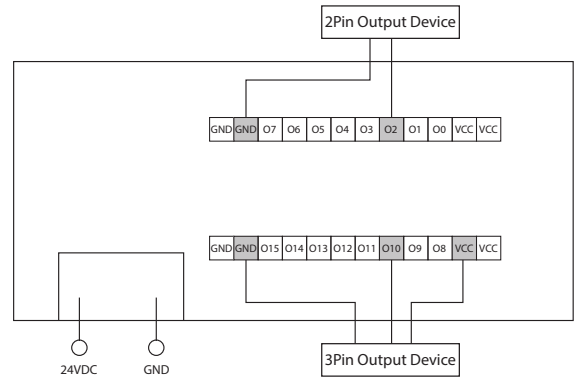 2Pin Output Device
GND GND O7 O6 O5 O4 O3 O2 O1 O0 VCC VCC
GND GND O15 O14 O13 O12 O11 O10 O9 O8 VCC VCC
24VDC GND
3Pin Output Device